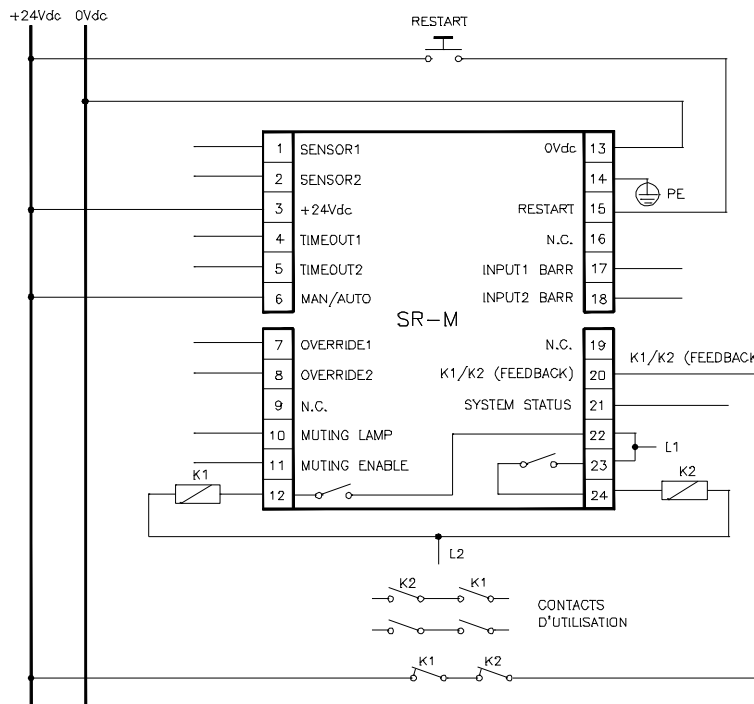 +24Vdc 0Vdc
RESTART
1 SENSOR1 0Vdc 13
2 SENSOR2 14
PE
3 +24Vdc RESTART 15
4 TIMEOUT1 N.C. 16
5 TIMEOUT2 INPUT1 BARR 17
6 MAN/AUTO INPUT2 BARR 18
SR-M
7 OVERRIDE1 N.C. 19
K1/K2 (FEEDBACK
8 OVERRIDE2 K1/K2 (FEEDBACK) 20
9 N.C. SYSTEM STATUS 21
10 MUTING LAMP 22
L1
11 MUTING ENABLE 23
K1 12 24 K2
L2
K2 K1
CONTACTS
D'UTILISATION
K1 K2